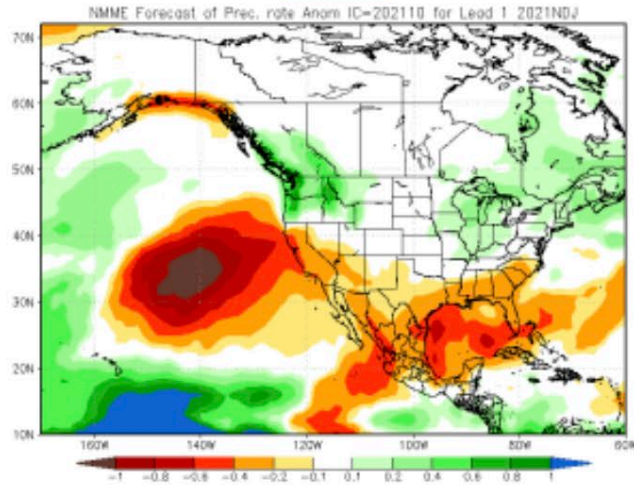 NMME Forecast of Prec. rate Anom IC=202110 for Lead 1 2021NDJ
70N
60N
50N
40N
30N
20N
10N
160W 140W 120W 100W 80W 60W
-1 -0.8 -0.6 -0.4 -0.2 -0.1 0.1 0.2 0.4 0.6 0.8 1